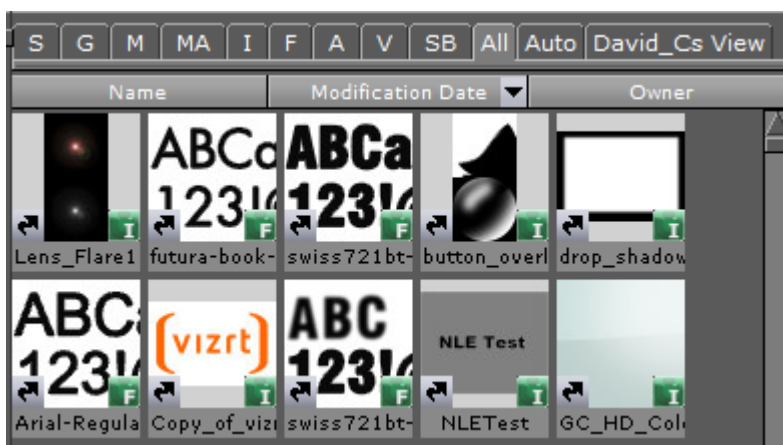 S G M MA I F A V SB All Auto David_Cs View
Name Modification Date Owner
ABCa ABCa
123!@ 123!@
I F F I I
Lens_Flare1 futura-book- swiss721bt- button_overl drop_shadow
ABC vizrt ABC NLE Test
123!@ 123!@
F I F I I
Arial-Regula Copy_of_vizr swiss721bt- NLETest GC_HD_Colo